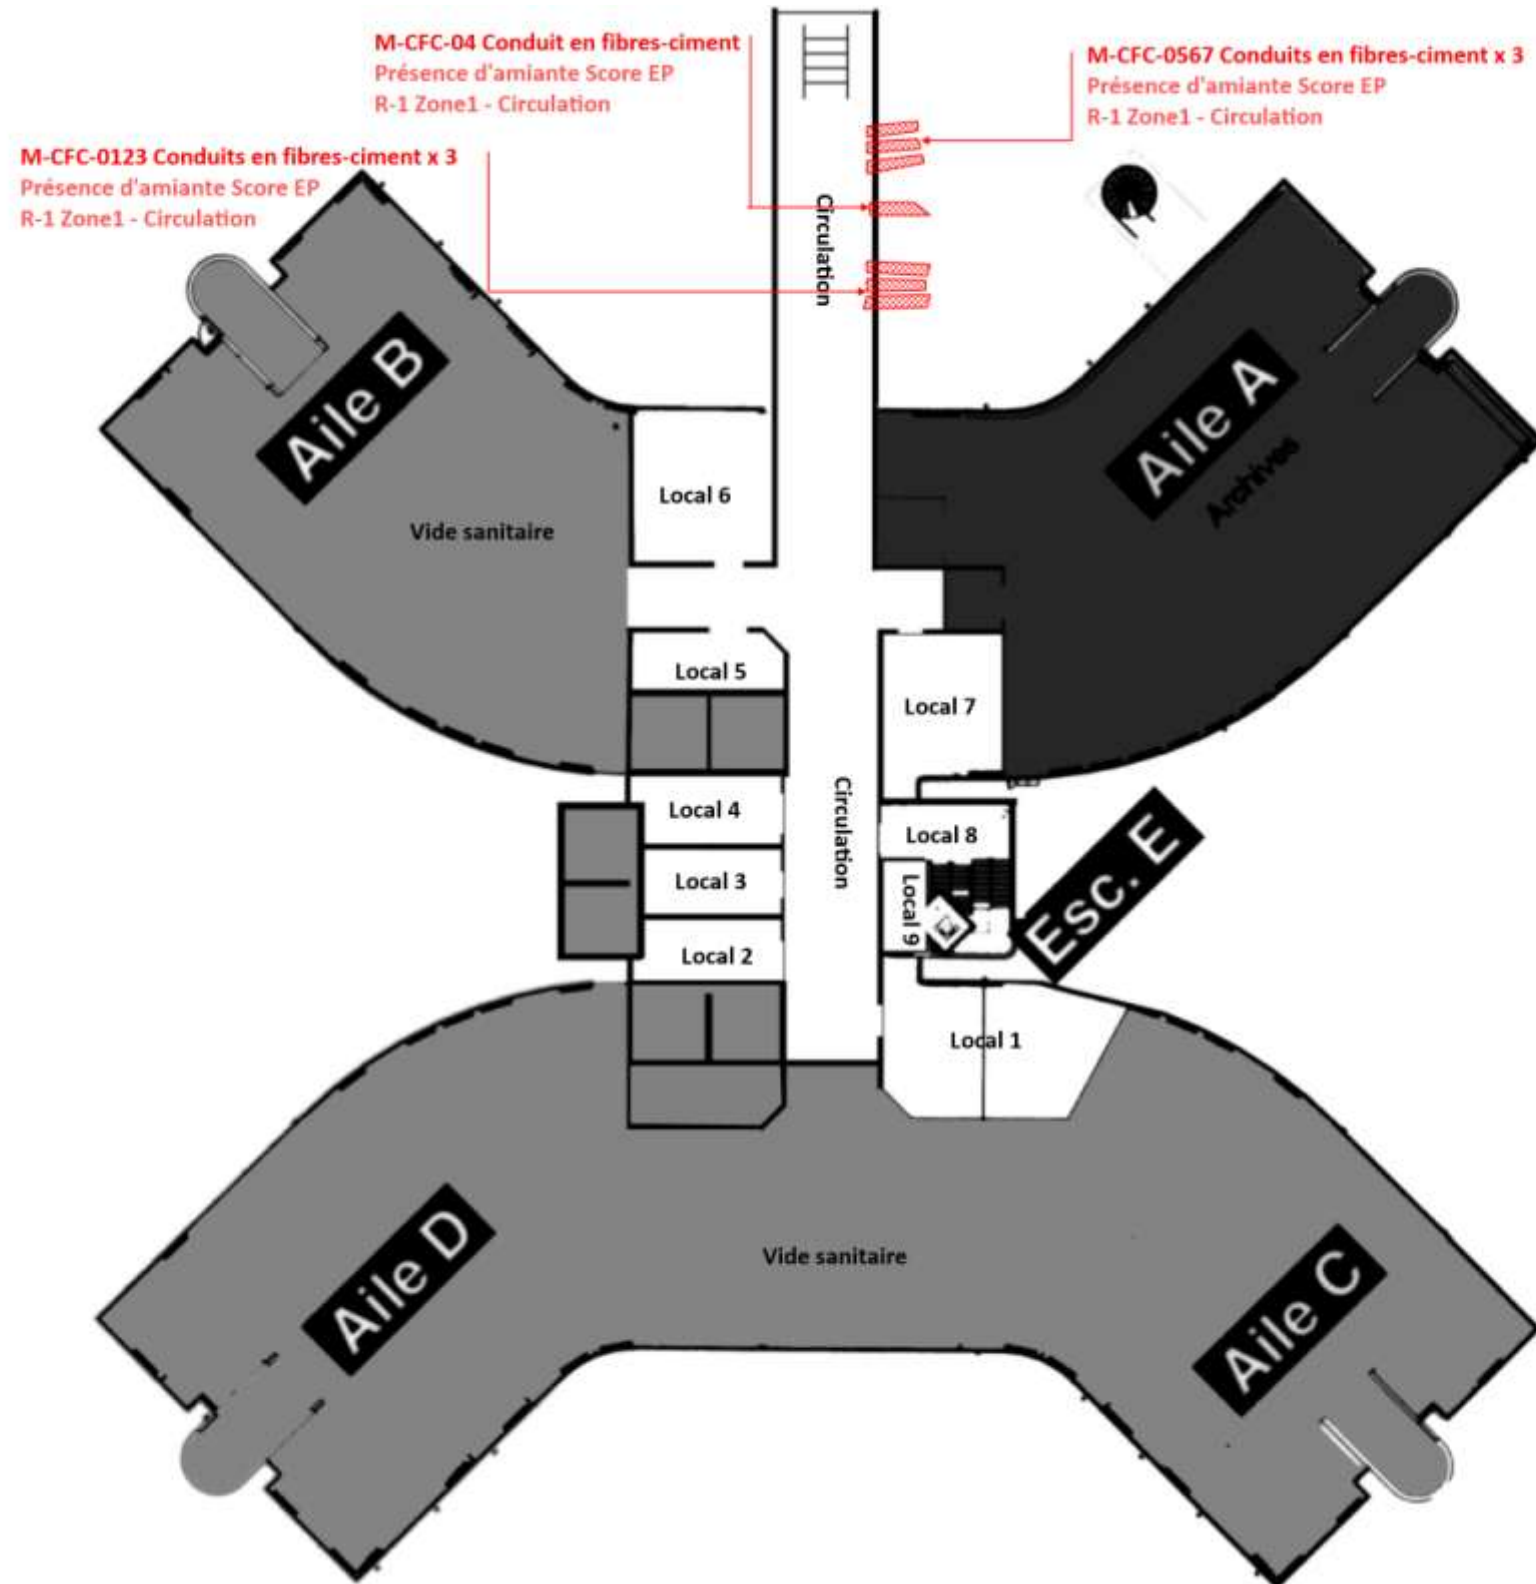 M-CFC-04 Conduit en fibres-ciment
Présence d'amiante Score EP
R-1 Zone1 - Circulation
M-CFC-0567 Conduits en fibres-ciment x 3
Présence d'amiante Score EP
R-1 Zone1 - Circulation
M-CFC-0123 Conduits en fibres-ciment x 3
Présence d'amiante Score EP
R-1 Zone1 - Circulation
Circulation
Aile B
Aile A
Archives
Local 6
Vide sanitaire
Local 5
Local 7
Circulation
Local 4
Local 8
Local 3
Local 9
Esc. E
Local 2
Local 1
Aile D
Vide sanitaire
Aile C